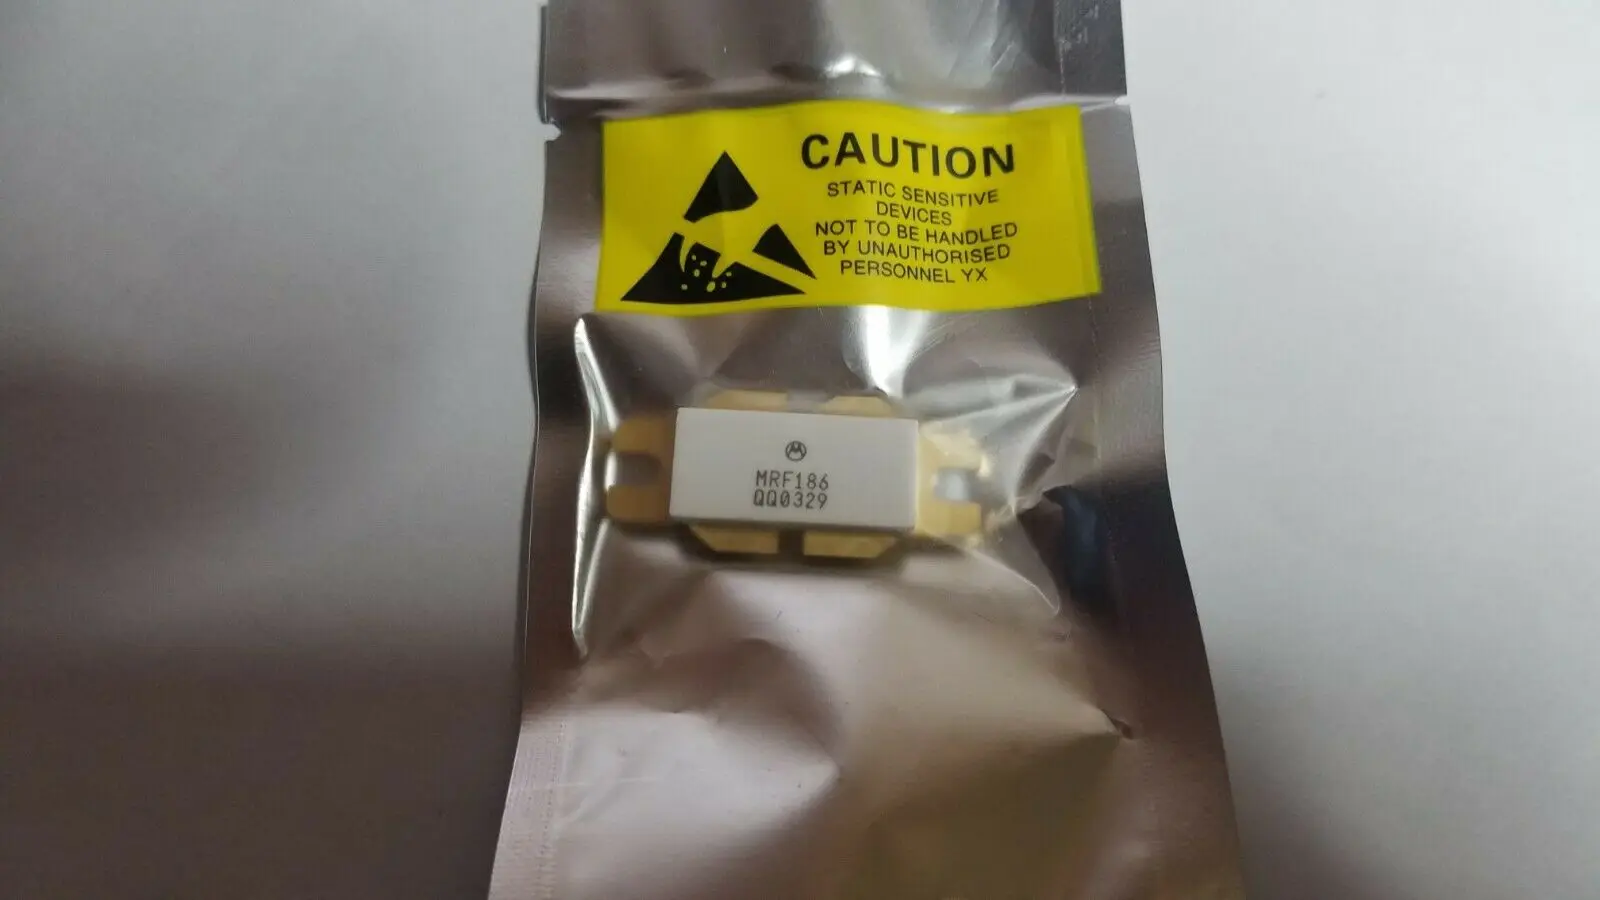 CAUTION
STATIC SENSITIVE
DEVICES
NOT TO BE HANDLED
BY UNAUTHORISED
PERSONNEL YX
MRF186
QQ0329